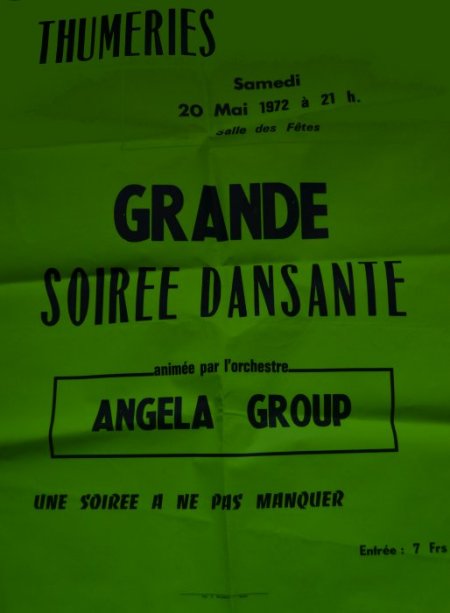 THUMERIES
Samedi
20 Mai 1972 à 21 h.
Salle des Fêtes
GRANDE
SOIREE DANSANTE
animée par l'orchestre
ANGELA GROUP
UNE SOIREE A NE PAS MANQUER
Entrée : 7 Frs